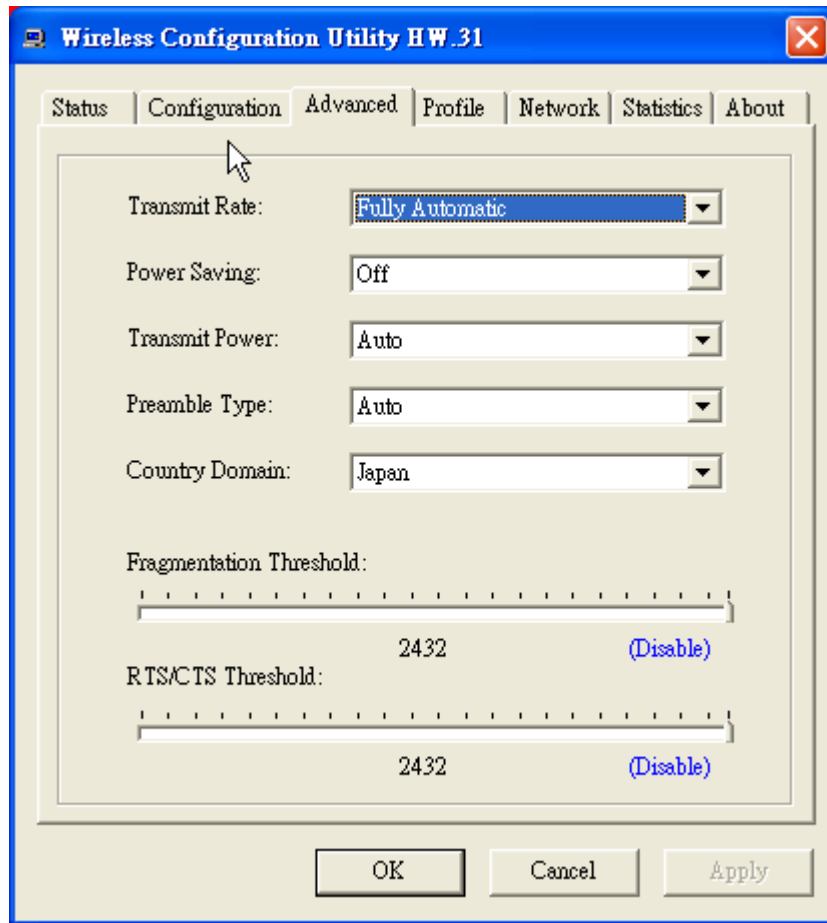 Wireless Configuration Utility HW.31
Status Configuration Advanced Profile Network Statistics About
Transmit Rate: Fully Automatic
Power Saving: Off
Transmit Power: Auto
Preamble Type: Auto
Country Domain: Japan
Fragmentation Threshold:
2432 (Disable)
RTS/CTS Threshold:
2432 (Disable)
OK Cancel Apply